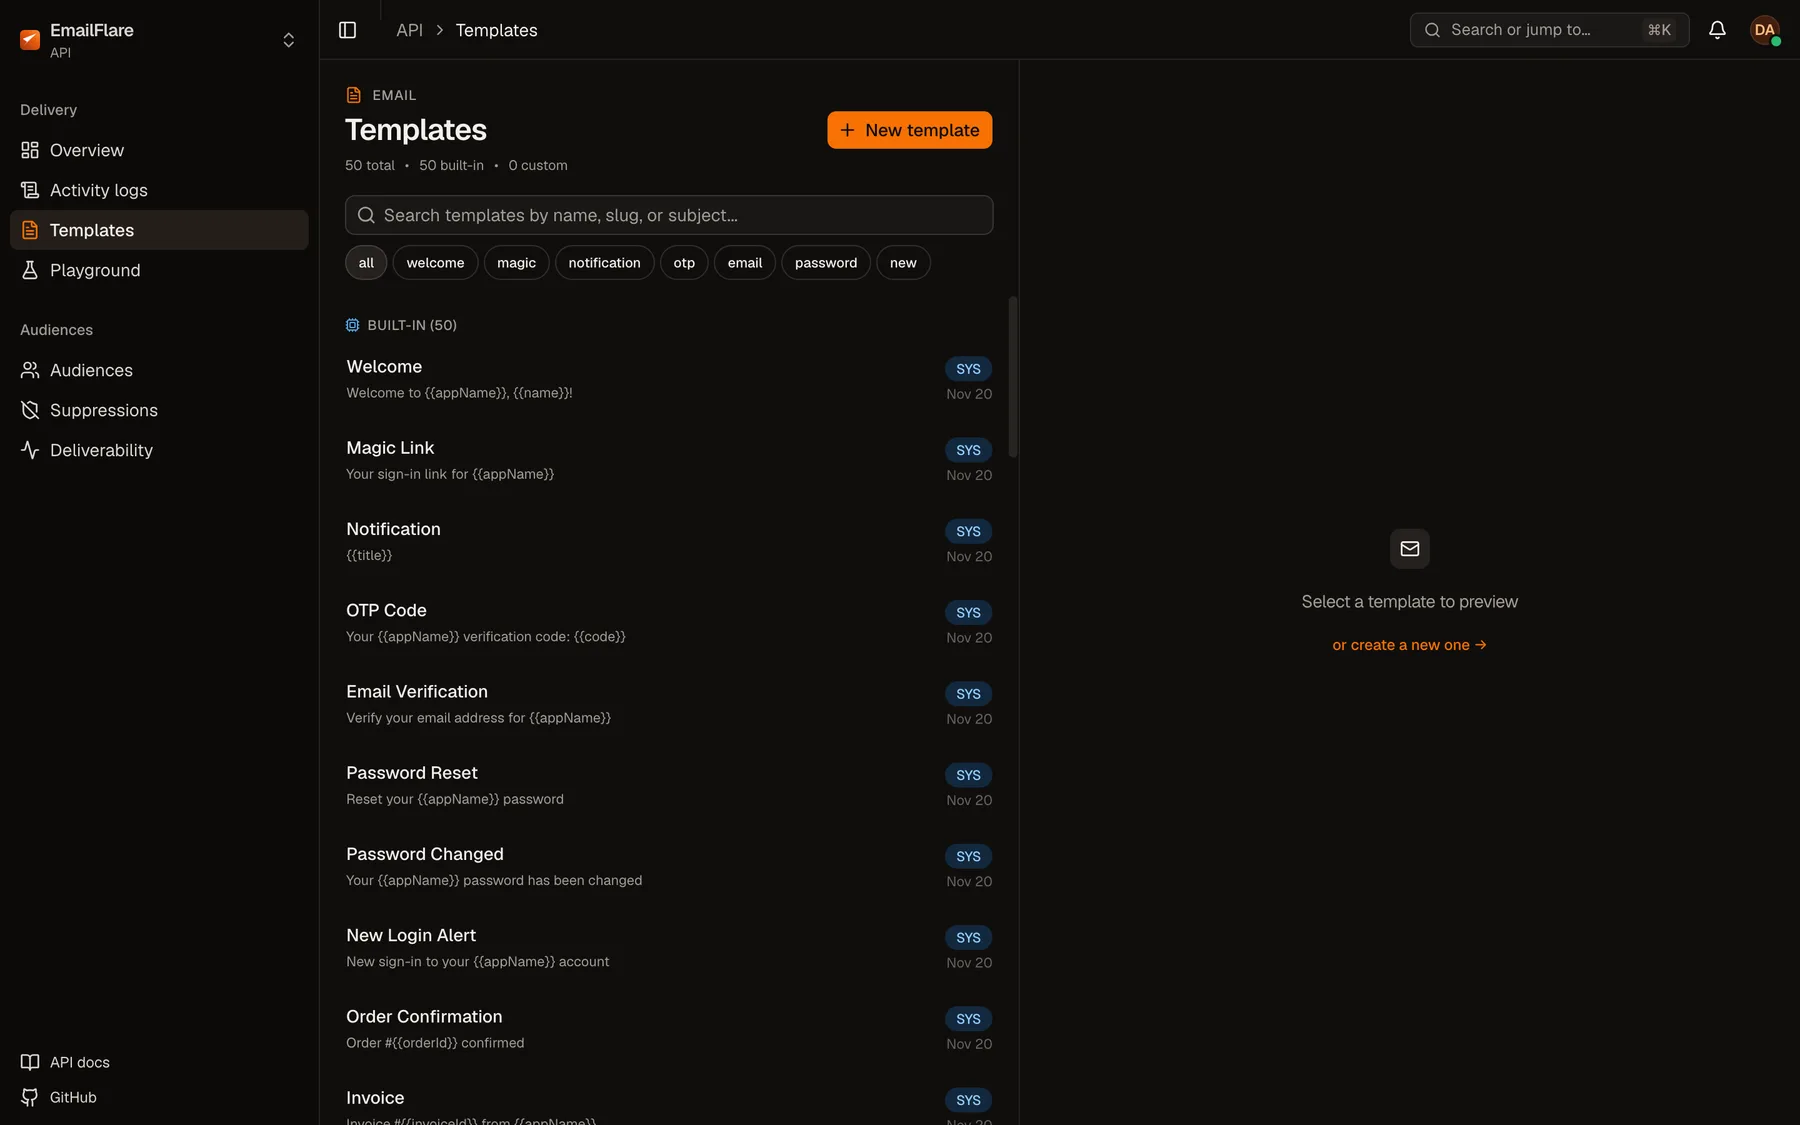 EmailFlare
API
Delivery
Overview
Activity logs
Templates
Playground
Audiences
Audiences
Suppressions
Deliverability
API docs
GitHub
API > Templates
Search or jump to... ⌘K
DA
EMAIL
Templates
50 total • 50 built-in • 0 custom
+ New template
Search templates by name, slug, or subject...
all welcome magic notification otp email password new
BUILT-IN (50)
Welcome SYS
Welcome to {{appName}}, {{name}}! Nov 20
Magic Link SYS
Your sign-in link for {{appName}} Nov 20
Notification SYS
{{title}} Nov 20
OTP Code SYS
Your {{appName}} verification code: {{code}} Nov 20
Email Verification SYS
Verify your email address for {{appName}} Nov 20
Password Reset SYS
Reset your {{appName}} password Nov 20
Password Changed SYS
Your {{appName}} password has been changed Nov 20
New Login Alert SYS
New sign-in to your {{appName}} account Nov 20
Order Confirmation SYS
Order #{{orderId}} confirmed Nov 20
Invoice SYS
Invoice #{{invoiceId}} from {{appName}} Nov 20
Select a template to preview
or create a new one →